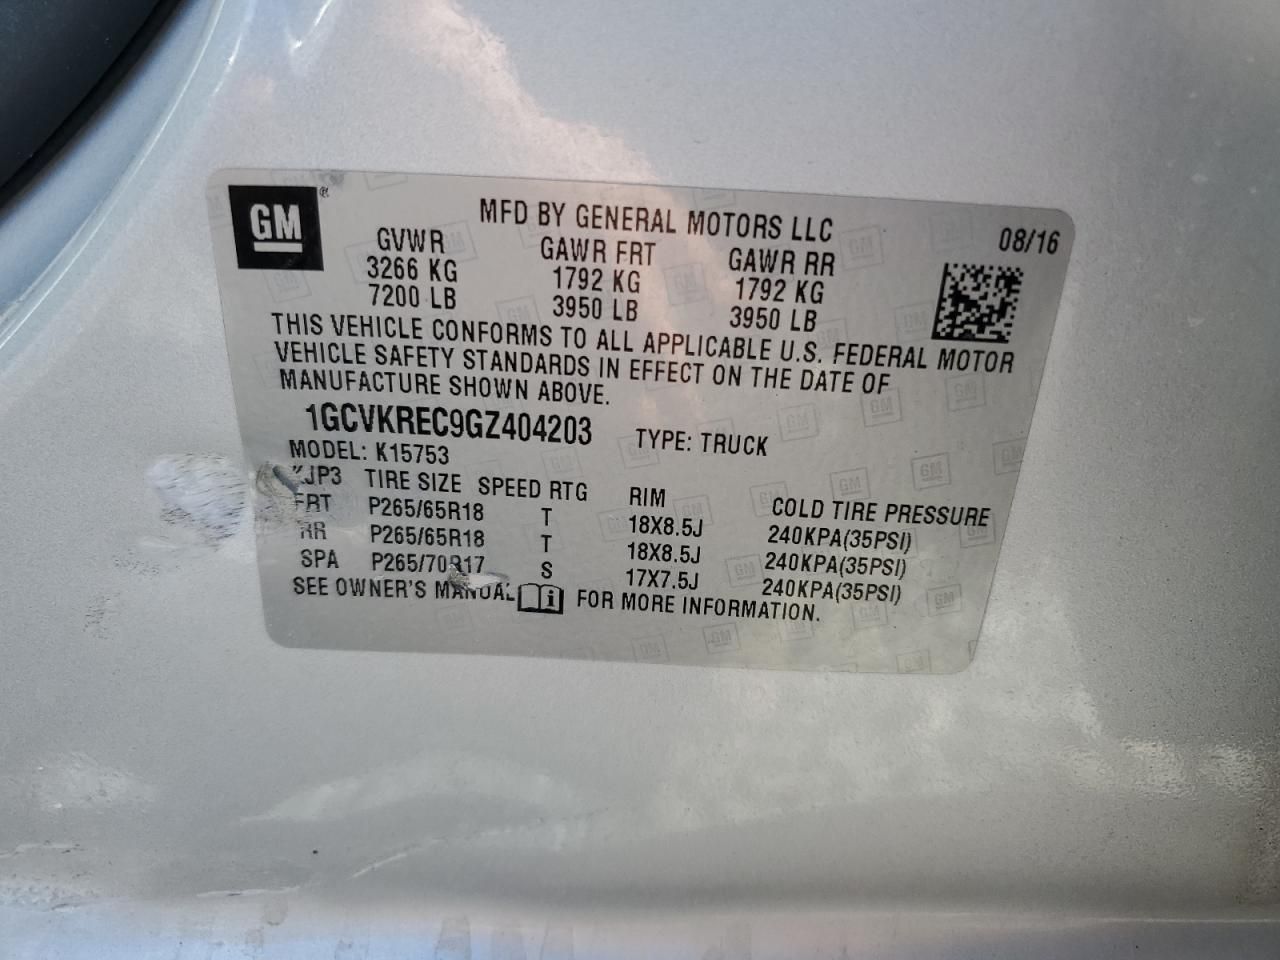 GM®
MFD BY GENERAL MOTORS LLC
08/16
GVWR GAWR FRT GAWR RR
3266 KG 1792 KG 1792 KG
7200 LB 3950 LB 3950 LB
THIS VEHICLE CONFORMS TO ALL APPLICABLE U.S. FEDERAL MOTOR
VEHICLE SAFETY STANDARDS IN EFFECT ON THE DATE OF
MANUFACTURE SHOWN ABOVE.
1GCVKREC9GZ404203 TYPE: TRUCK
MODEL: K15753
JP3 TIRE SIZE SPEED RTG RIM COLD TIRE PRESSURE
FRT P265/65R18 T 18X8.5J 240KPA(35PSI)
RR P265/65R18 T 18X8.5J 240KPA(35PSI)
SPA P265/70R17 S 17X7.5J 240KPA(35PSI)
SEE OWNER'S MANUAL FOR MORE INFORMATION.